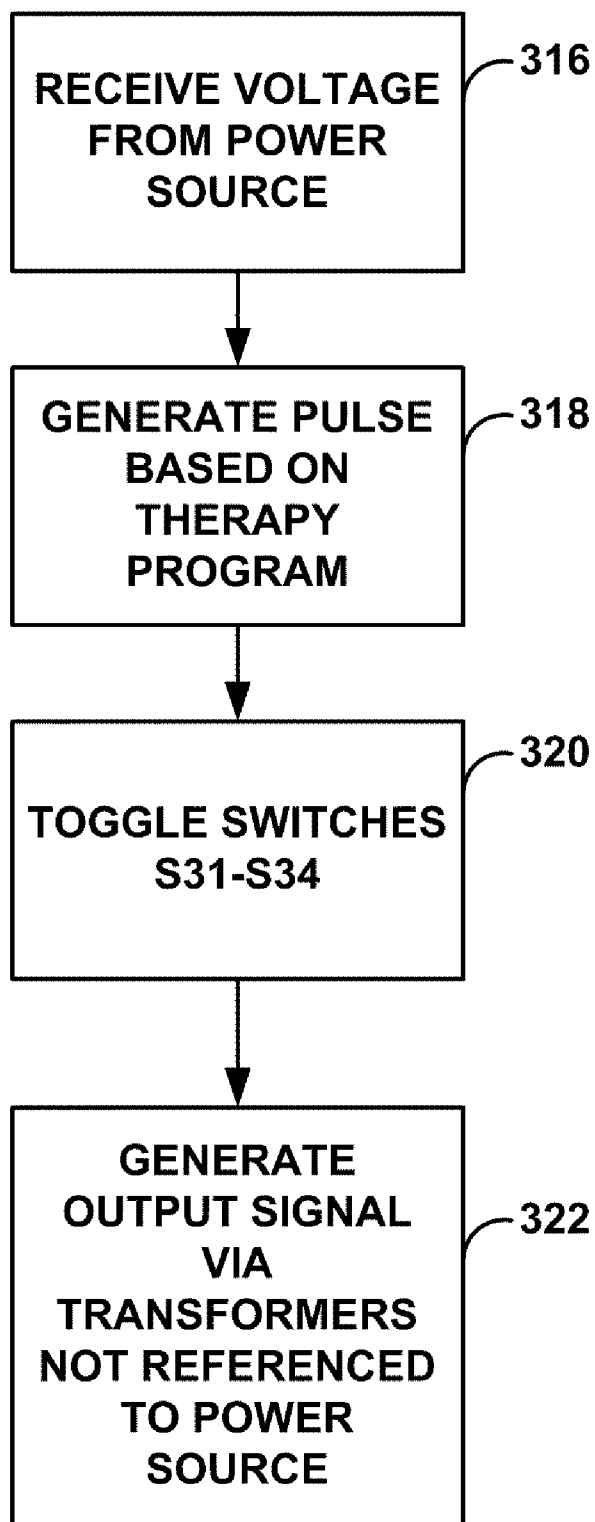 RECEIVE VOLTAGE
FROM POWER
SOURCE
316
GENERATE PULSE
BASED ON
THERAPY
PROGRAM
318
TOGGLE SWITCHES
S31-S34
320
GENERATE
OUTPUT SIGNAL
VIA
TRANSFORMERS
NOT REFERENCED
TO POWER
SOURCE
322